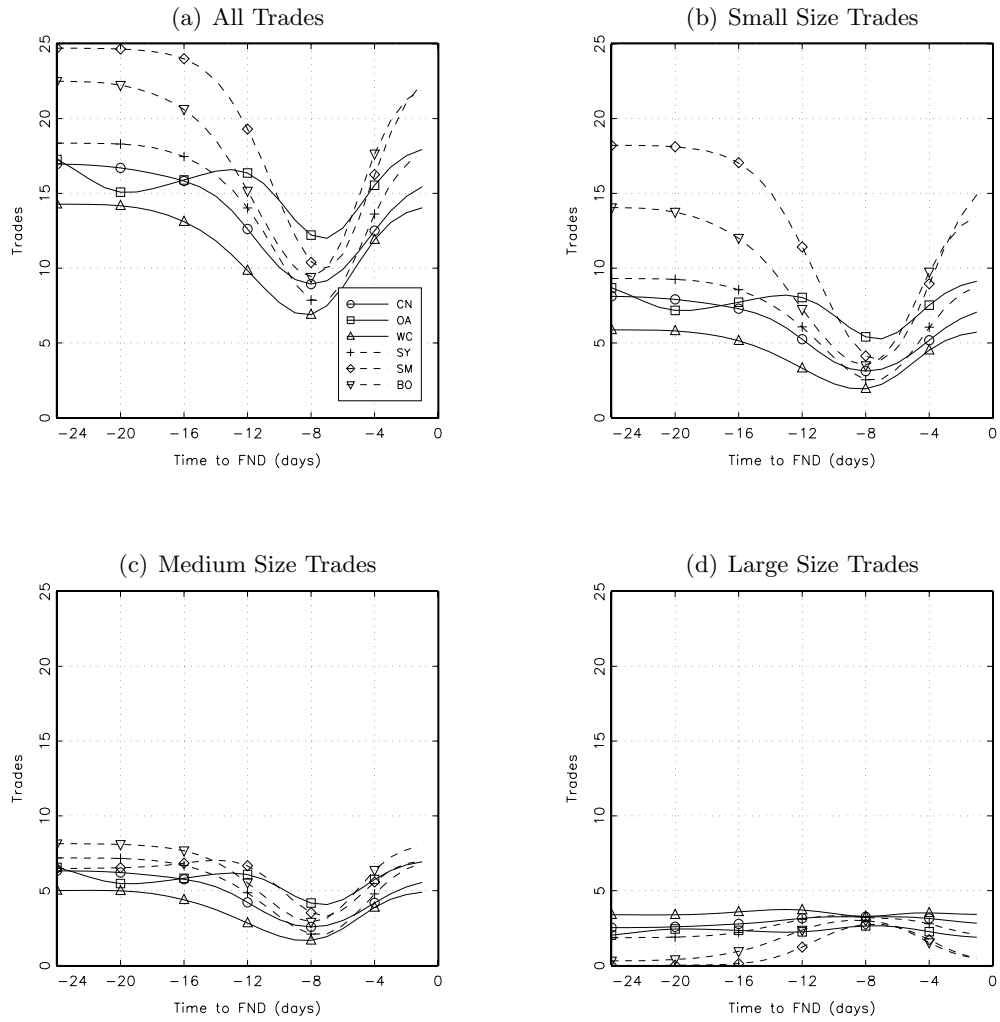 (a) All Trades
25
20
15
10
5
0
Trades
CN
OA
WC
SY
SM
BO
−24 −20 −16 −12 −8 −4 0
Time to FND (days)
(b) Small Size Trades
25
20
15
10
5
0
Trades
−24 −20 −16 −12 −8 −4 0
Time to FND (days)
(c) Medium Size Trades
25
20
15
10
5
0
Trades
−24 −20 −16 −12 −8 −4 0
Time to FND (days)
(d) Large Size Trades
25
20
15
10
5
0
Trades
−24 −20 −16 −12 −8 −4 0
Time to FND (days)